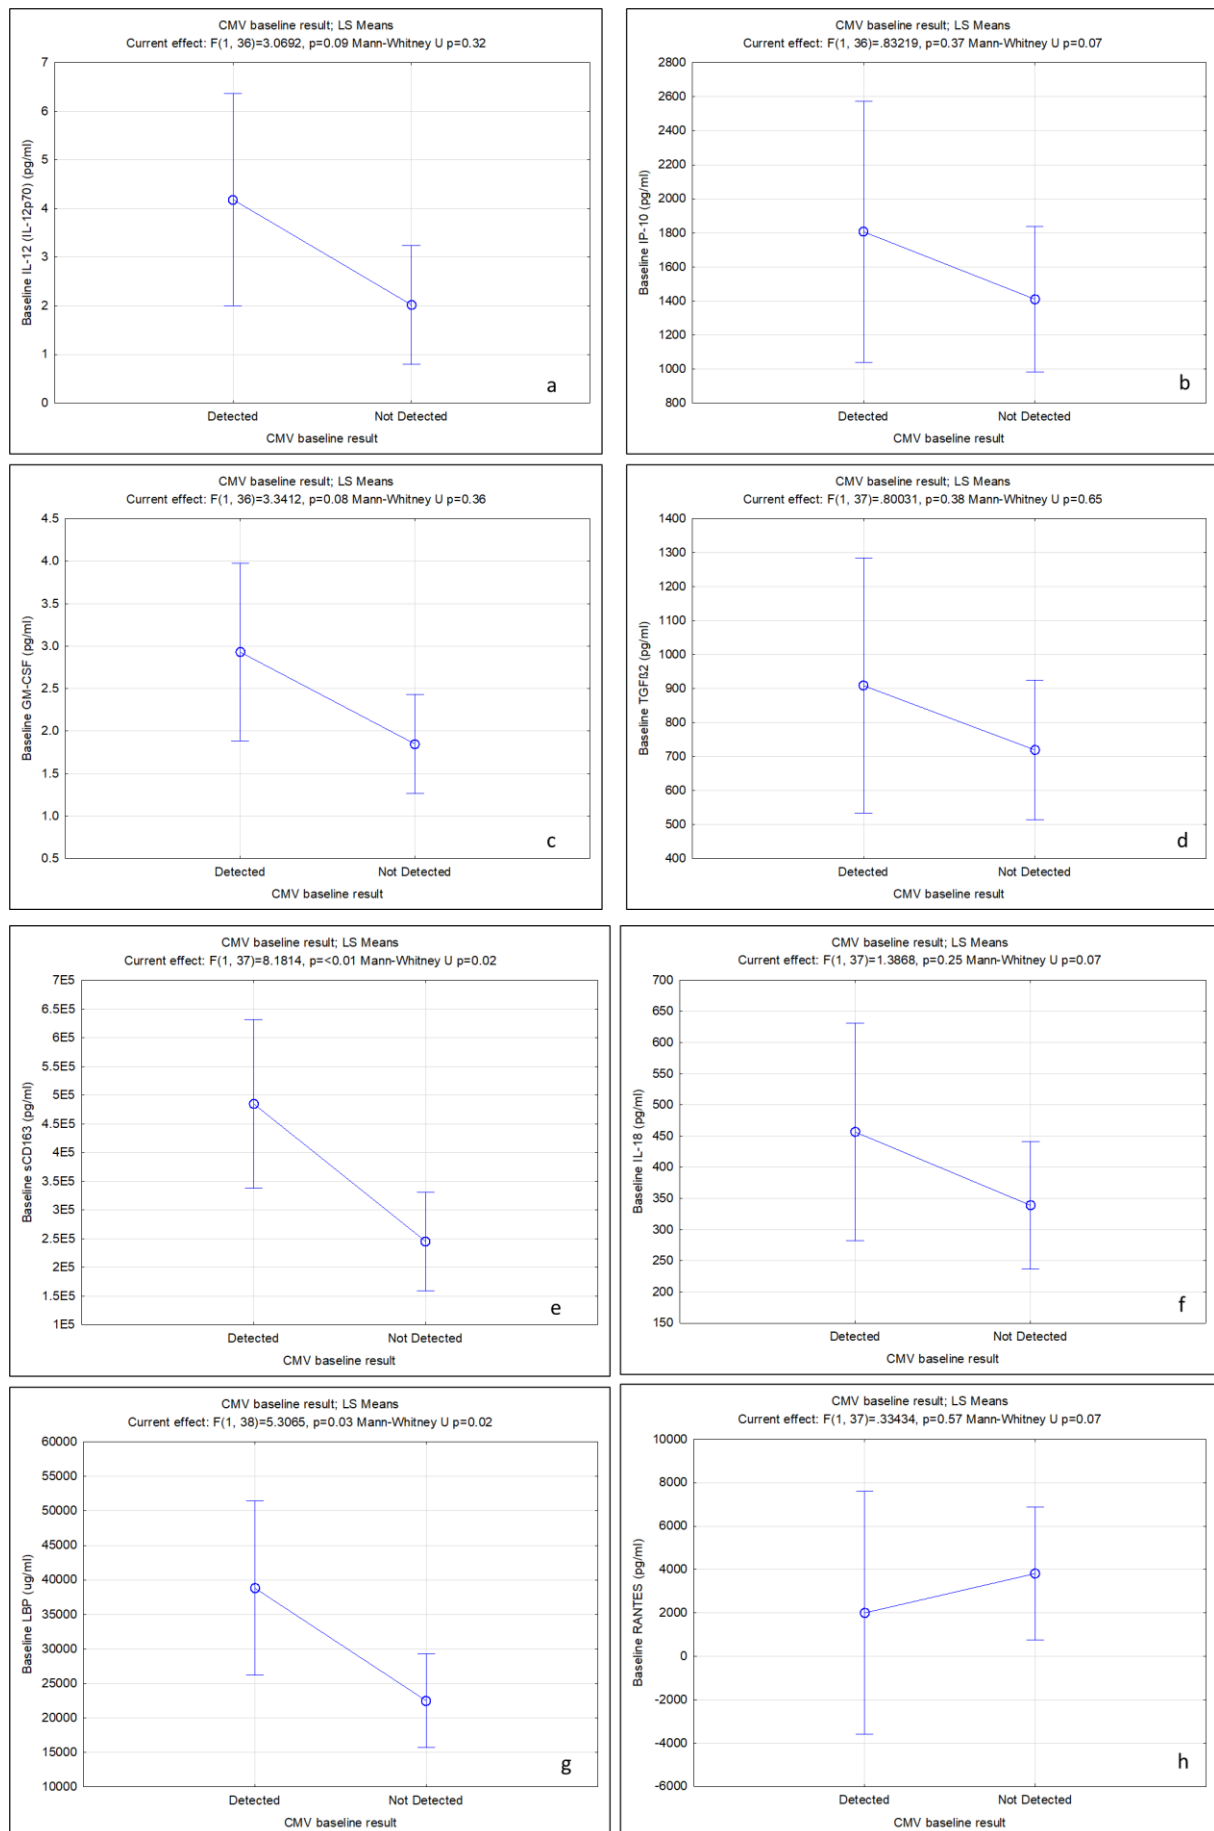 CMV baseline result; LS Means
Current effect: F(1, 36)=3.0692, p=0.09 Mann-Whitney U p=0.32
7
6
5
4
3
2
1
0
Baseline IL-12 (IL-12p70) (pg/ml)
Detected
Not Detected
CMV baseline result
a
CMV baseline result; LS Means
Current effect: F(1, 36)=.83219, p=0.37 Mann-Whitney U p=0.07
2800
2600
2400
2200
2000
1800
1600
1400
1200
1000
800
Baseline IP-10 (pg/ml)
Detected
Not Detected
CMV baseline result
b
CMV baseline result; LS Means
Current effect: F(1, 36)=3.3412, p=0.08 Mann-Whitney U p=0.36
4.5
4.0
3.5
3.0
2.5
2.0
1.5
1.0
0.5
Baseline GM-CSF (pg/ml)
Detected
Not Detected
CMV baseline result
c
CMV baseline result; LS Means
Current effect: F(1, 37)=.80031, p=0.38 Mann-Whitney U p=0.65
1400
1300
1200
1100
1000
900
800
700
600
500
400
Baseline TGFß2 (pg/ml)
Detected
Not Detected
CMV baseline result
d
CMV baseline result; LS Means
Current effect: F(1, 37)=8.1814, p=<0.01 Mann-Whitney U p=0.02
7E5
6.5E5
6E5
5.5E5
5E5
4.5E5
4E5
3.5E5
3E5
2.5E5
2E5
1.5E5
1E5
Baseline sCD163 (pg/ml)
Detected
Not Detected
CMV baseline result
e
CMV baseline result; LS Means
Current effect: F(1, 37)=1.3868, p=0.25 Mann-Whitney U p=0.07
700
650
600
550
500
450
400
350
300
250
200
150
Baseline IL-18 (pg/ml)
Detected
Not Detected
CMV baseline result
f
CMV baseline result; LS Means
Current effect: F(1, 38)=5.3065, p=0.03 Mann-Whitney U p=0.02
60000
55000
50000
45000
40000
35000
30000
25000
20000
15000
10000
Baseline LBP (ug/ml)
Detected
Not Detected
CMV baseline result
g
CMV baseline result; LS Means
Current effect: F(1, 37)=.33434, p=0.57 Mann-Whitney U p=0.07
10000
8000
6000
4000
2000
0
-2000
-4000
-6000
Baseline RANTES (pg/ml)
Detected
Not Detected
CMV baseline result
h